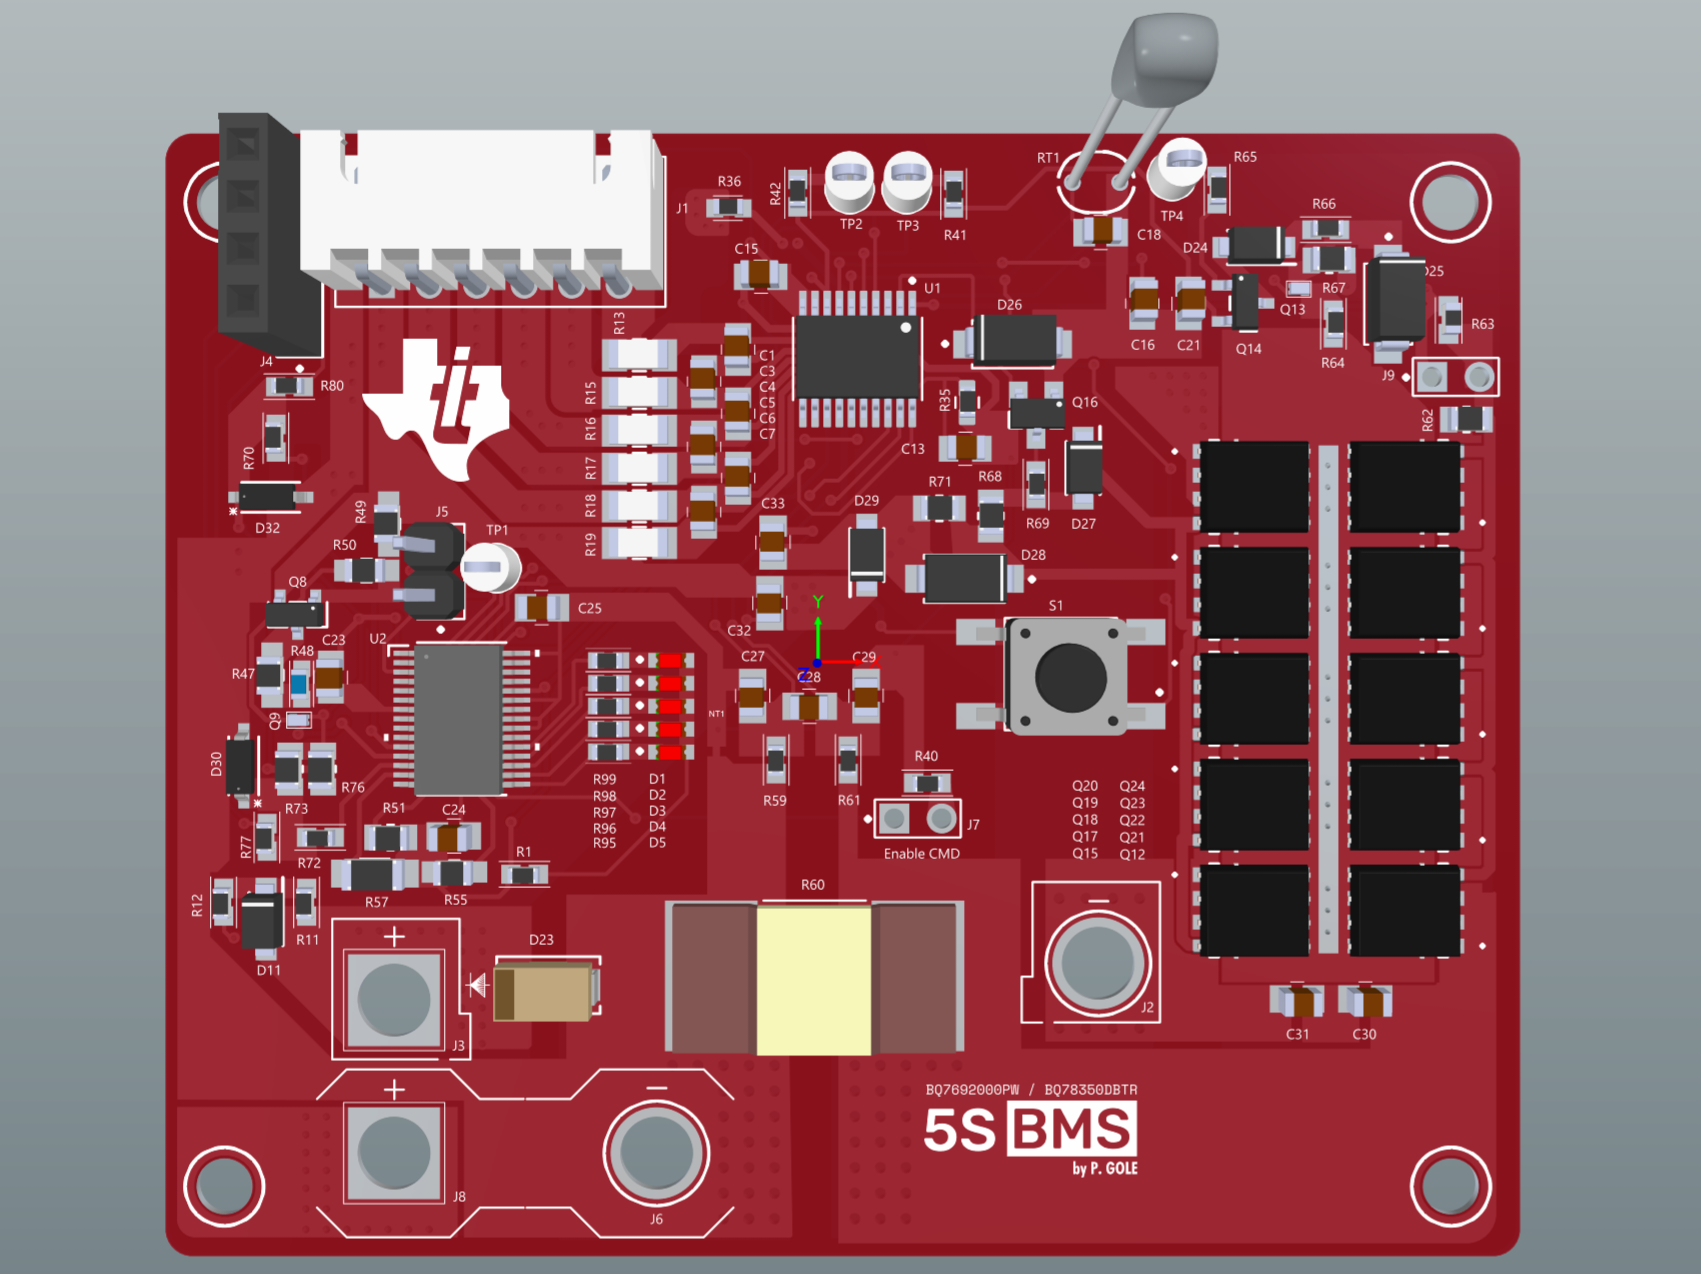 RT1
R65
R36
R42
J1
TP2
TP3
R41
TP4
C18
R66
D24
C15
U1
R67
D25
Q13
D26
R13
C16
C21
Q14
R64
R63
J4
R80
C1
C3
C4
C5
C6
C7
R15
R16
R17
R18
R19
J9
R35
Q16
R62
C13
R70
R68
R71
R69
D27
D32
R49
J5
TP1
C33
D29
R50
D28
Q8
C25
Y
S1
C32
U2
R48
C23
R47
C27
Z
C28
C29
Q9
NT1
D30
R73
R76
R59
R61
R40
J7
Enable CMD
R99 D1
R98 D2
R97 D3
R96 D4
R95 D5
Q20 Q24
Q19 Q23
Q18 Q22
Q17 Q21
Q15 Q12
R51
C24
R77
R72
R1
R57
R55
R60
R12
R11
D11
+
D23
J3
−
J2
C31
C30
+
−
J8
J6
BQ7692000PW / BQ78350DBTR
5S BMS
by P. GOLE